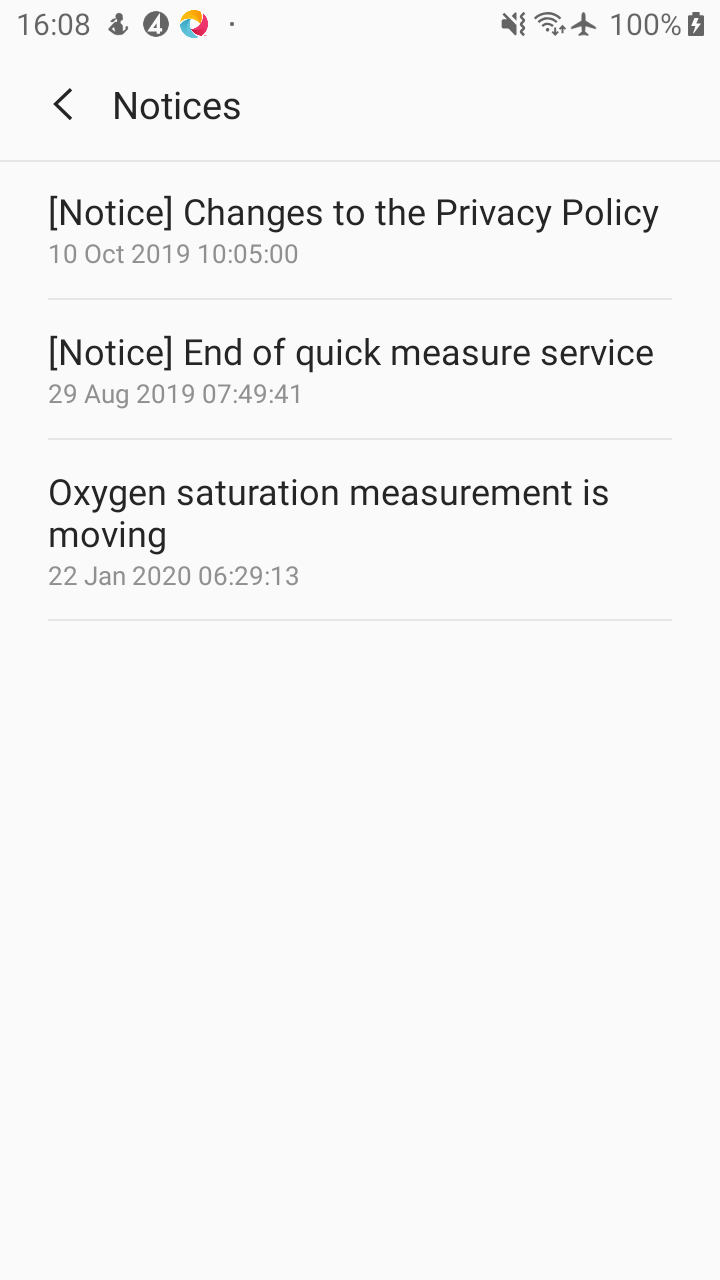 16:08
4
100%
Notices
[Notice] Changes to the Privacy Policy
10 Oct 2019 10:05:00
[Notice] End of quick measure service
29 Aug 2019 07:49:41
Oxygen saturation measurement is
moving
22 Jan 2020 06:29:13